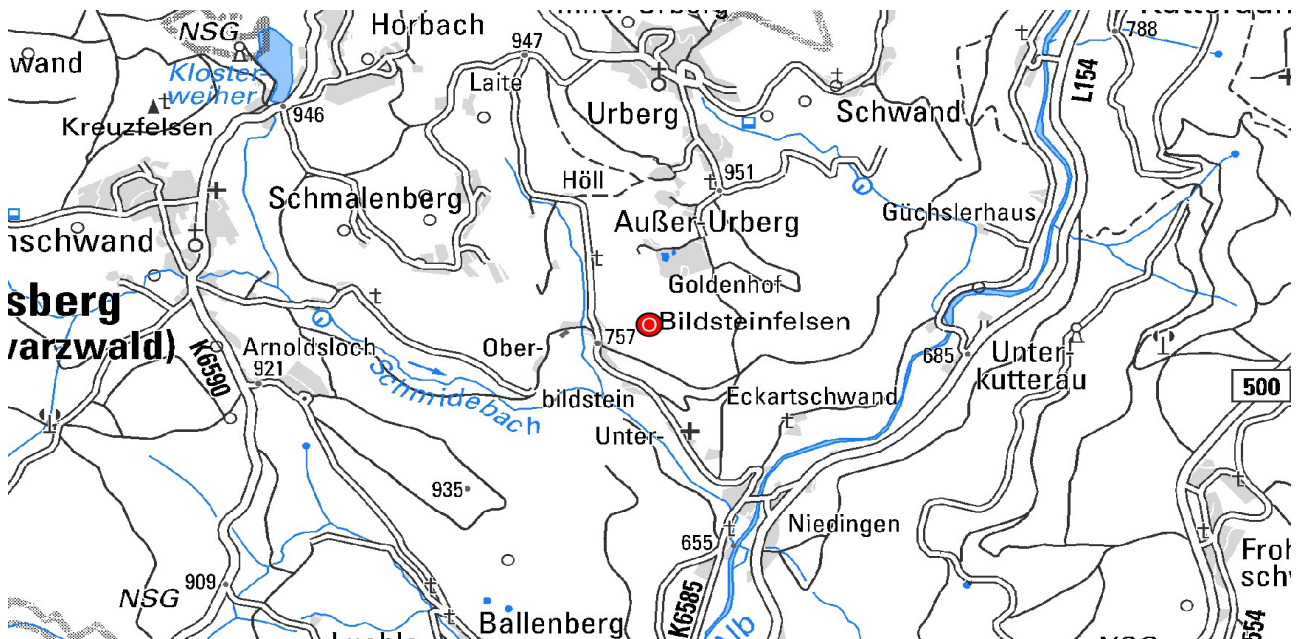 NSG
Horbach
947
788
wand
Kloster-
weiher
Laite
L154
Kreuzfelsen
946
Urberg
Schwand
951
Höll
Schmalenberg
Güchslerhaus
Außer-Urberg
nschwand
Goldenhof
sberg
Bildsteinfelsen
varzwald)
K6590
Arnoldsloch
921
Schmidebach
Ober-
757
685
Unter-
kutterau
500
bildstein
Eckartschwand
Unter-
935
Niedingen
655
Froh
schw
909
NSG
K6585
Alb
Ballenberg
554